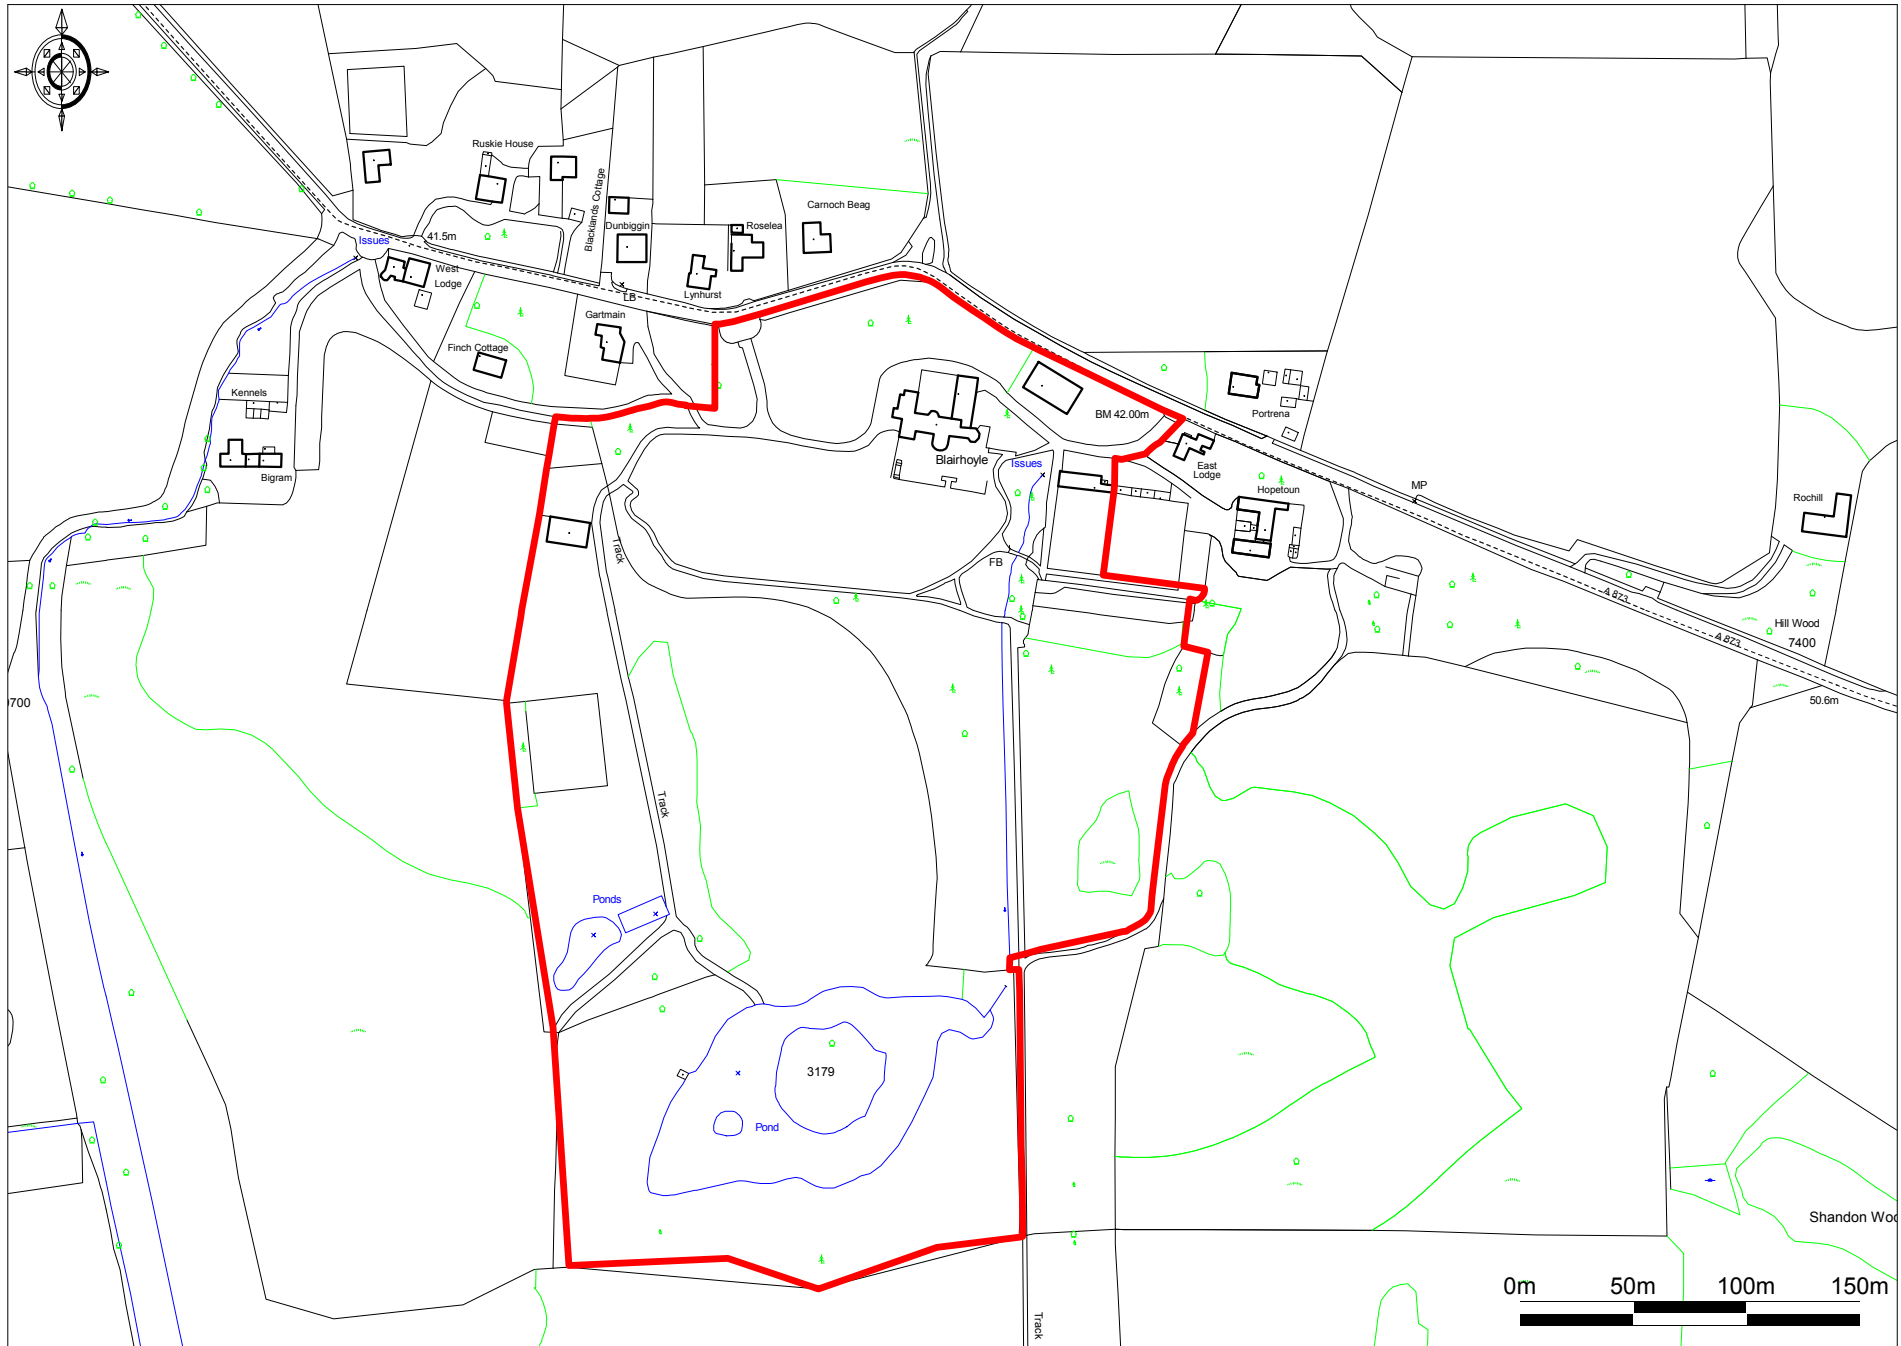 Ruskie House
Blacklands Cottage
Carnoch Beag
Dunbiggin
Roselea
Issues
41.5m
West
Lodge
LB
Lynhurst
Gartmain
Finch Cottage
Kennels
Bigram
BM 42.00m
Portrena
Blairhoyle
Issues
East
Lodge
Hopetoun
MP
Rochill
Track
FB
A 873
A 873
Hill Wood
7400
50.6m
Track
Ponds
3179
Pond
Shandon
0m
50m
100m
150m
Track